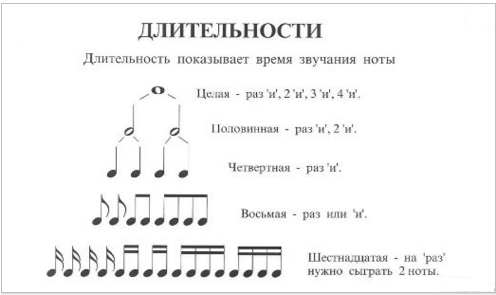 ДЛИТЕЛЬНОСТИ
Длительность показывает время звучания ноты
Целая - раз 'и', 2 'и', 3 'и', 4 'и'.
Половинная - раз 'и', 2 'и'.
Четвертная - раз 'и'.
Восьмая - раз или 'и'.
Шестнадцатая - на 'раз'
нужно сыграть 2 ноты.